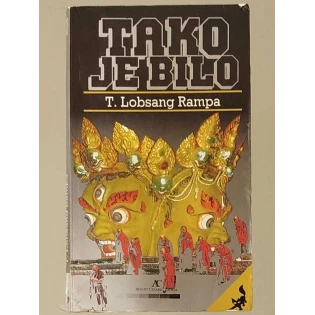 TAKO
JE BILO
T. Lobsang Rampa